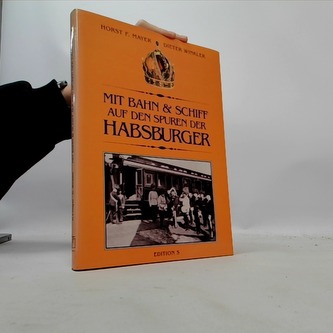 HORST F. MAYER DIETER WINKLER
MIT BAHN & SCHIFF
AUF DEN SPUREN DER
HABSBURGER
EDITION S